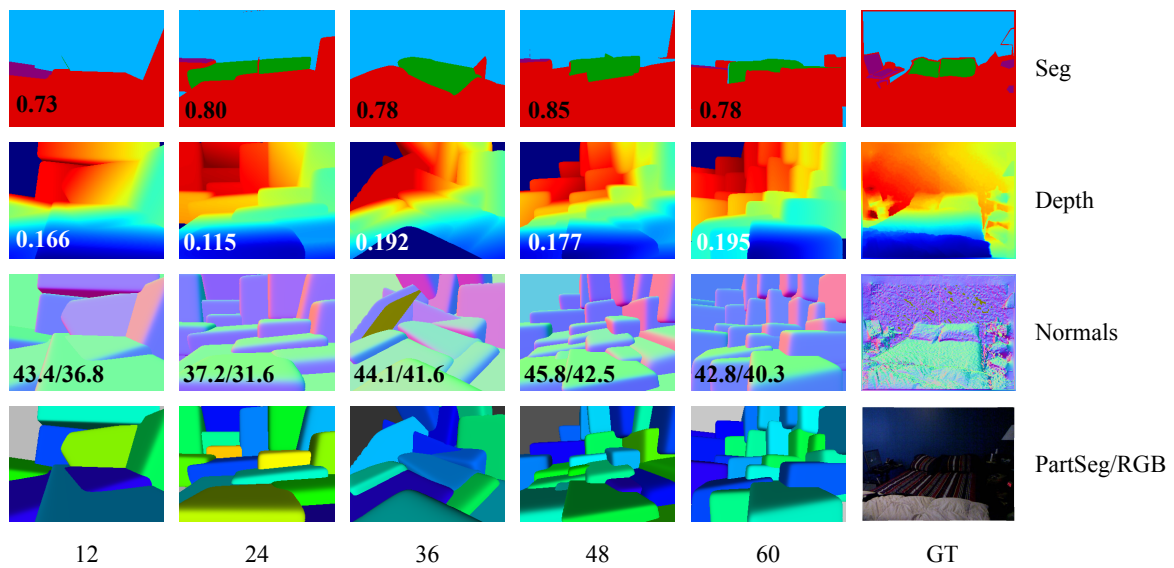 0.73 0.80 0.78 0.85 0.78 Seg
0.166 0.115 0.192 0.177 0.195 Depth
43.4/36.8 37.2/31.6 44.1/41.6 45.8/42.5 42.8/40.3 Normals
PartSeg/RGB
12 24 36 48 60 GT